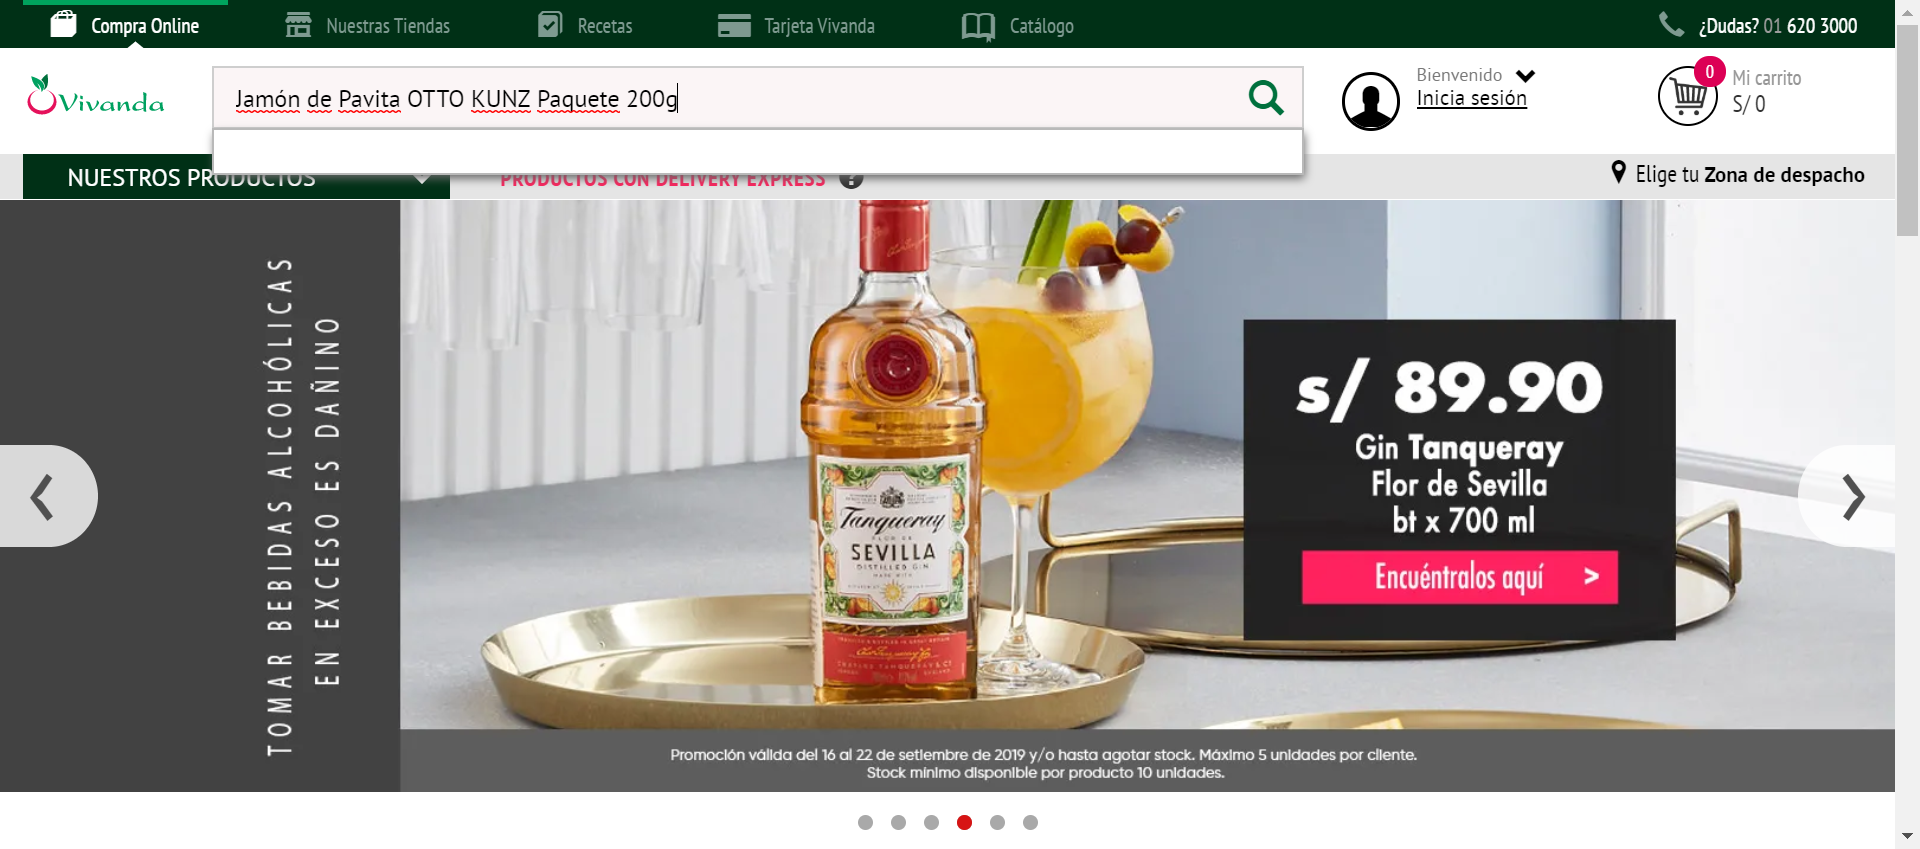 Compra Online
Nuestras Tiendas
Recetas
Tarjeta Vivanda
Catálogo
¿Dudas? 01 620 3000
Vivanda
Jamón de Pavita OTTO KUNZ Paquete 200g
Bienvenido
Inicia sesión
0
Mi carrito
S/ 0
NUESTROS PRODUCTOS
PRODUCTOS CON DELIVERY EXPRESS ?
Elige tu Zona de despacho
TOMAR BEBIDAS ALCOHÓLICAS
EN EXCESO ES DAÑINO
Tanqueray
FLOR DE
SEVILLA
DISTILLED GIN
s/ 89.90
Gin Tanqueray
Flor de Sevilla
bt x 700 ml
Encuéntralos aquí >
Promoción válida del 16 al 22 de setiembre de 2019 y/o hasta agotar stock. Máximo 5 unidades por cliente.
Stock mínimo disponible por producto 10 unidades.